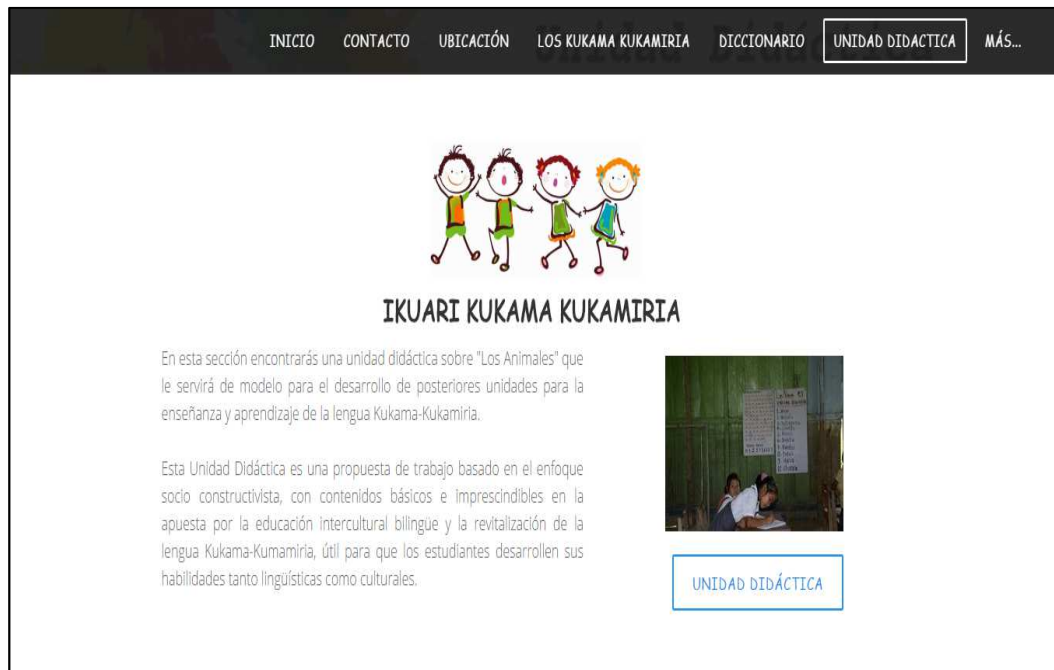 INICIO CONTACTO UBICACIÓN LOS KUKAMA KUKAMIRIA DICCIONARIO UNIDAD DIDACTICA MÁS...
Unidad Didáctica
IKUARI KUKAMA KUKAMIRIA
En esta sección encontrarás una unidad didáctica sobre "Los Animales" que
le servirá de modelo para el desarrollo de posteriores unidades para la
enseñanza y aprendizaje de la lengua Kukama-Kukamiria.
Esta Unidad Didáctica es una propuesta de trabajo basado en el enfoque
socio constructivista, con contenidos básicos e imprescindibles en la
apuesta por la educación intercultural bilingüe y la revitalización de la
lengua Kukama-Kumamiria, útil para que los estudiantes desarrollen sus
habilidades tanto lingüísticas como culturales.
UNIDAD DIDÁCTICA